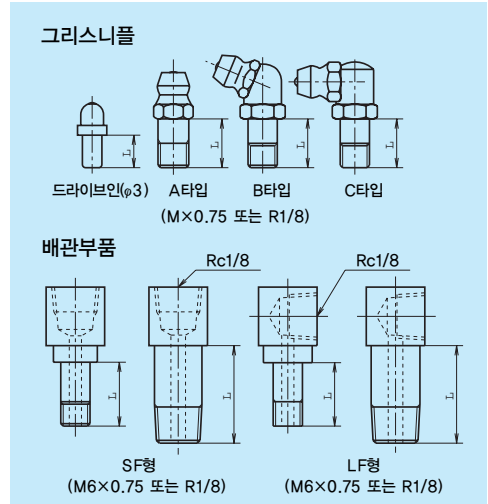 그리스니플
L L L L
드라이브인(φ3) A타입 B타입 C타입
(M×0.75 또는 R1/8)
배관부품
Rc1/8 Rc1/8
L L L L
SF형 LF형
(M6×0.75 또는 R1/8) (M6×0.75 또는 R1/8)